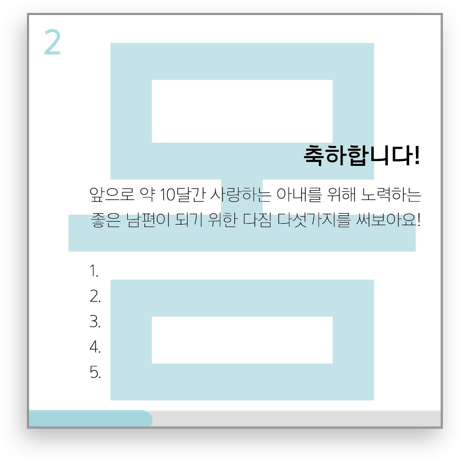 2
몸
축하합니다!
앞으로 약 10달간 사랑하는 아내를 위해 노력하는
좋은 남편이 되기 위한 다짐 다섯가지를 써보아요!
1.
2.
3.
4.
5.